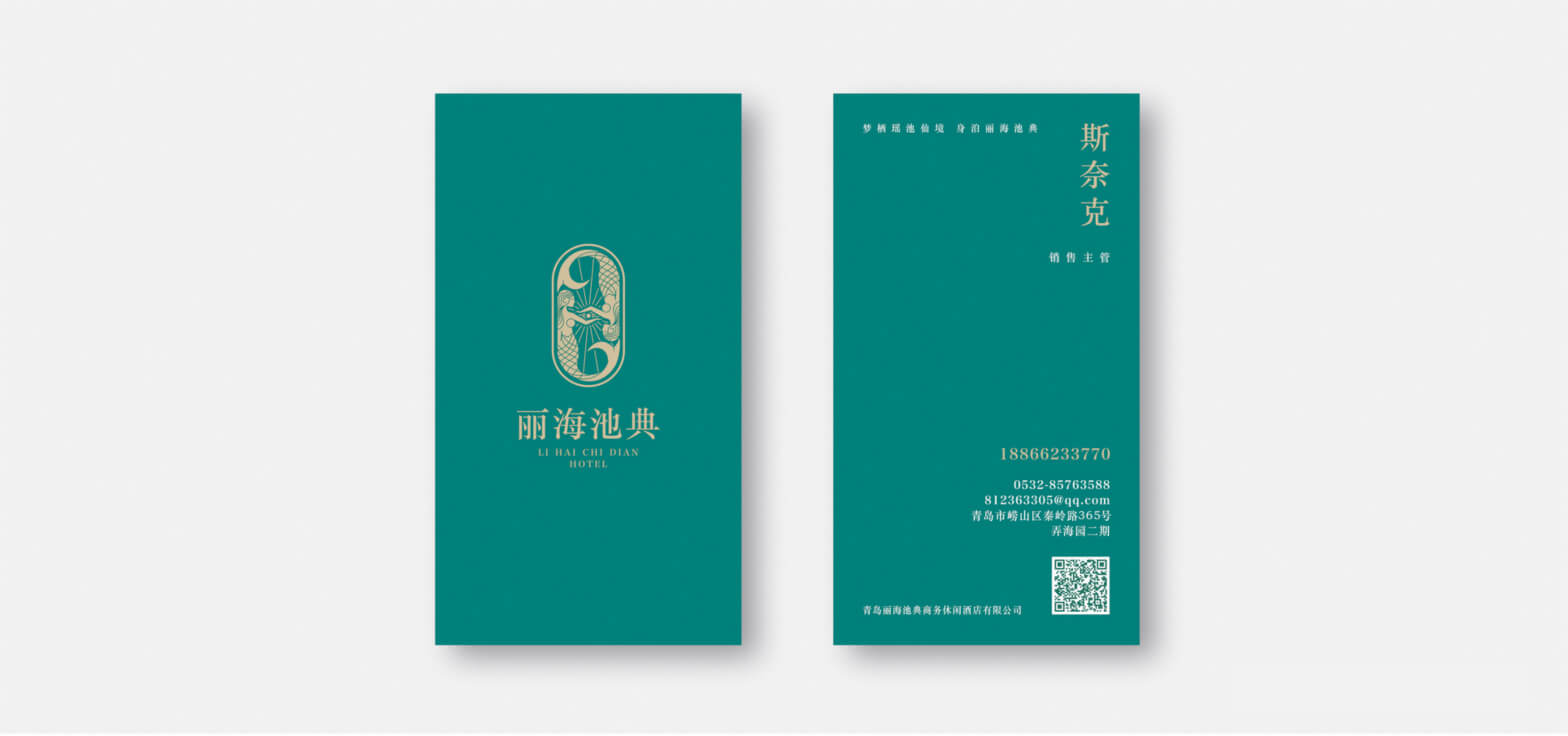 丽海池典
LI HAI CHI DIAN
HOTEL
梦栖瑶池仙境 身泊丽海池典
斯奈克
销售主管
18866233770
0532-85763588
812363305@qq.com
青岛市崂山区秦岭路365号
弄海园二期
青岛丽海池典商务休闲酒店有限公司